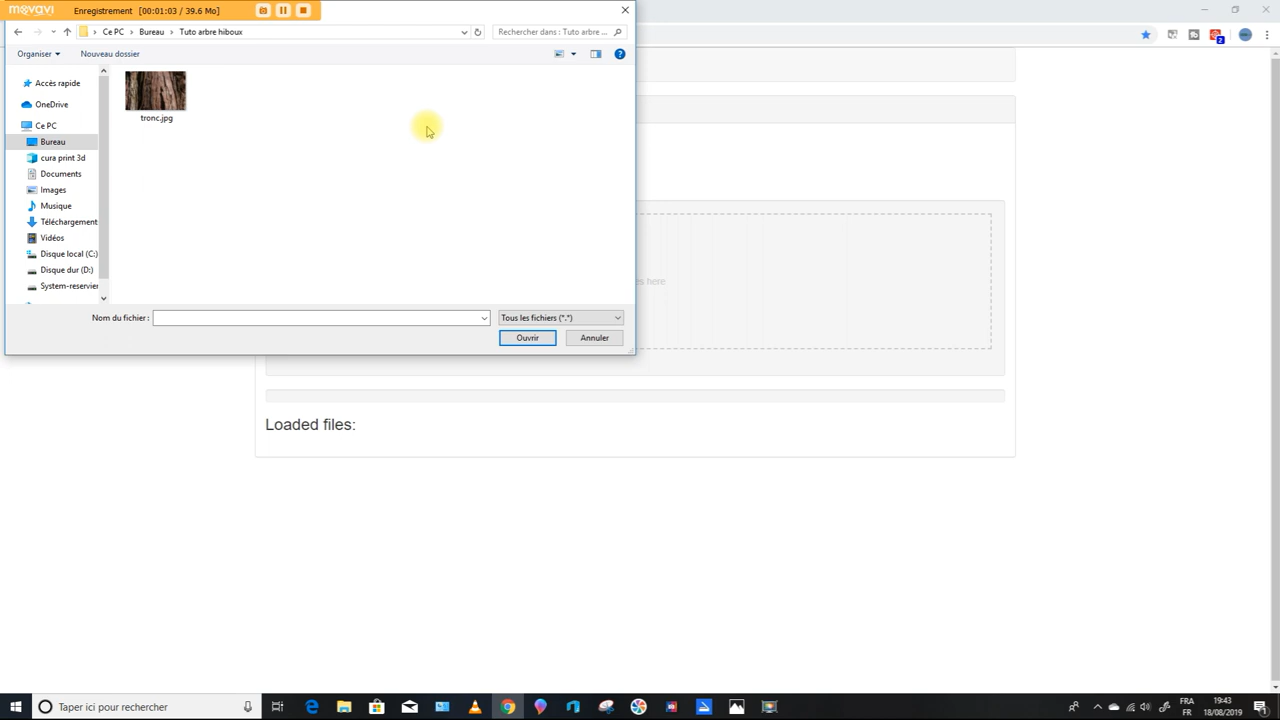 movavi Enregistrement [00:01:03 / 39.6 Mo]
Ce PC > Bureau > Tuto arbre hiboux
Rechercher dans : Tuto arbre ...
2
Organiser Nouveau dossier
Accès rapide
OneDrive
Ce PC
Bureau
cura print 3d
Documents
Images
Musique
Téléchargement
Vidéos
Disque local (C:)
Disque dur (D:)
System-reservier
tronc.jpg
here
Nom du fichier :
Tous les fichiers (*.*)
Ouvrir Annuler
Loaded files:
Taper ici pour rechercher
FRA
FR
19:43
18/08/2019
1